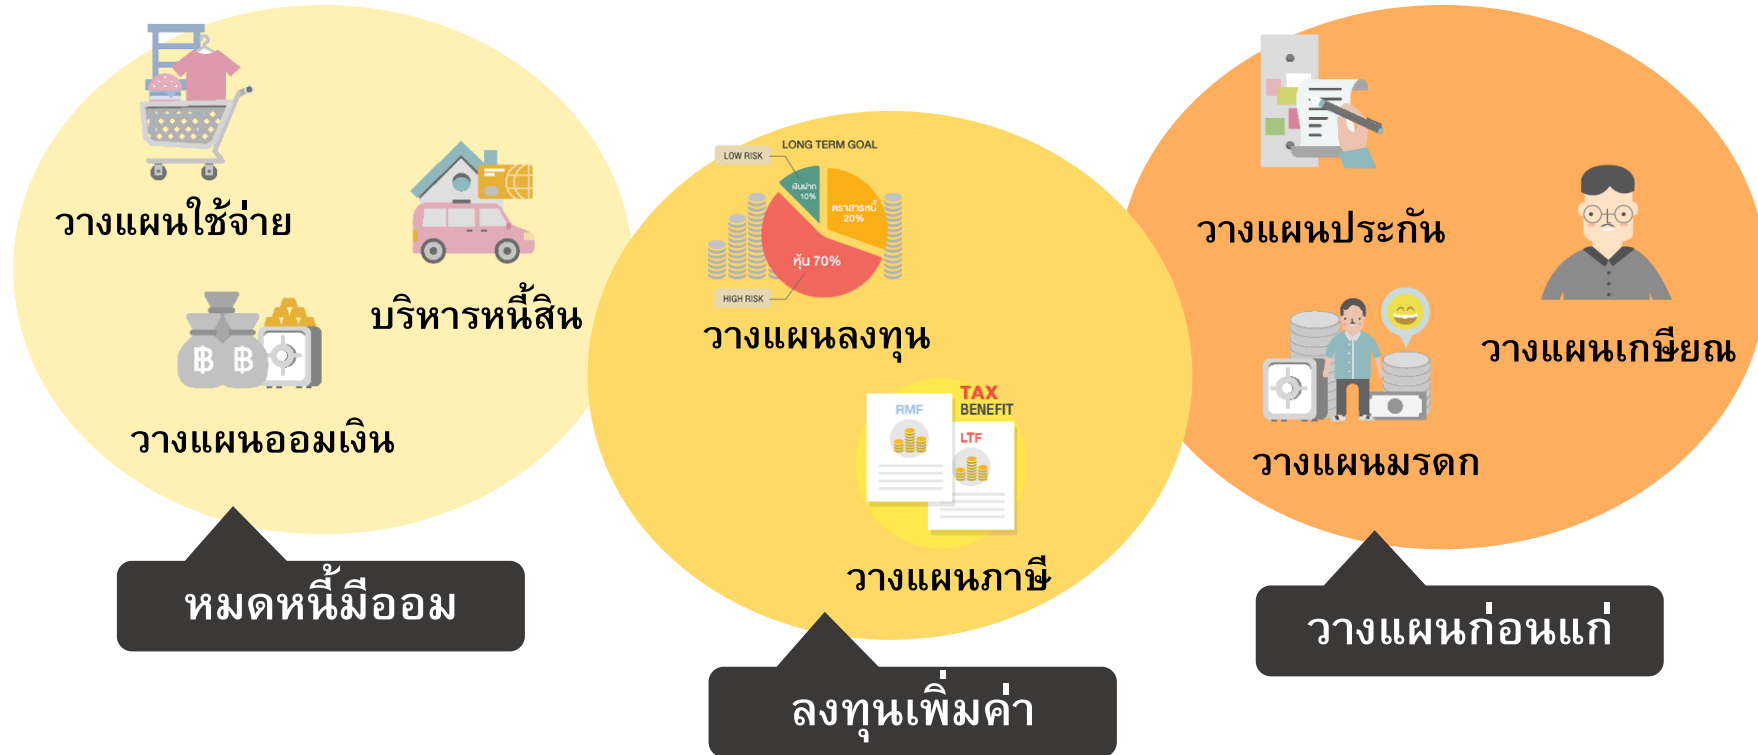 วางแผนใช้จ่าย
บริหารหนี้สิน
฿ ฿
วางแผนออมเงิน
หมดหนี้มีออม
LONG TERM GOAL
LOW RISK
เงินฝาก
10%
ตราสารหนี้
20%
หุ้น 70%
HIGH RISK
วางแผนลงทุน
TAX
BENEFIT
RMF
LTF
วางแผนภาษี
ลงทุนเพิ่มค่า
วางแผนประกัน
วางแผนเกษียณ
วางแผนมรดก
วางแผนก่อนแก่